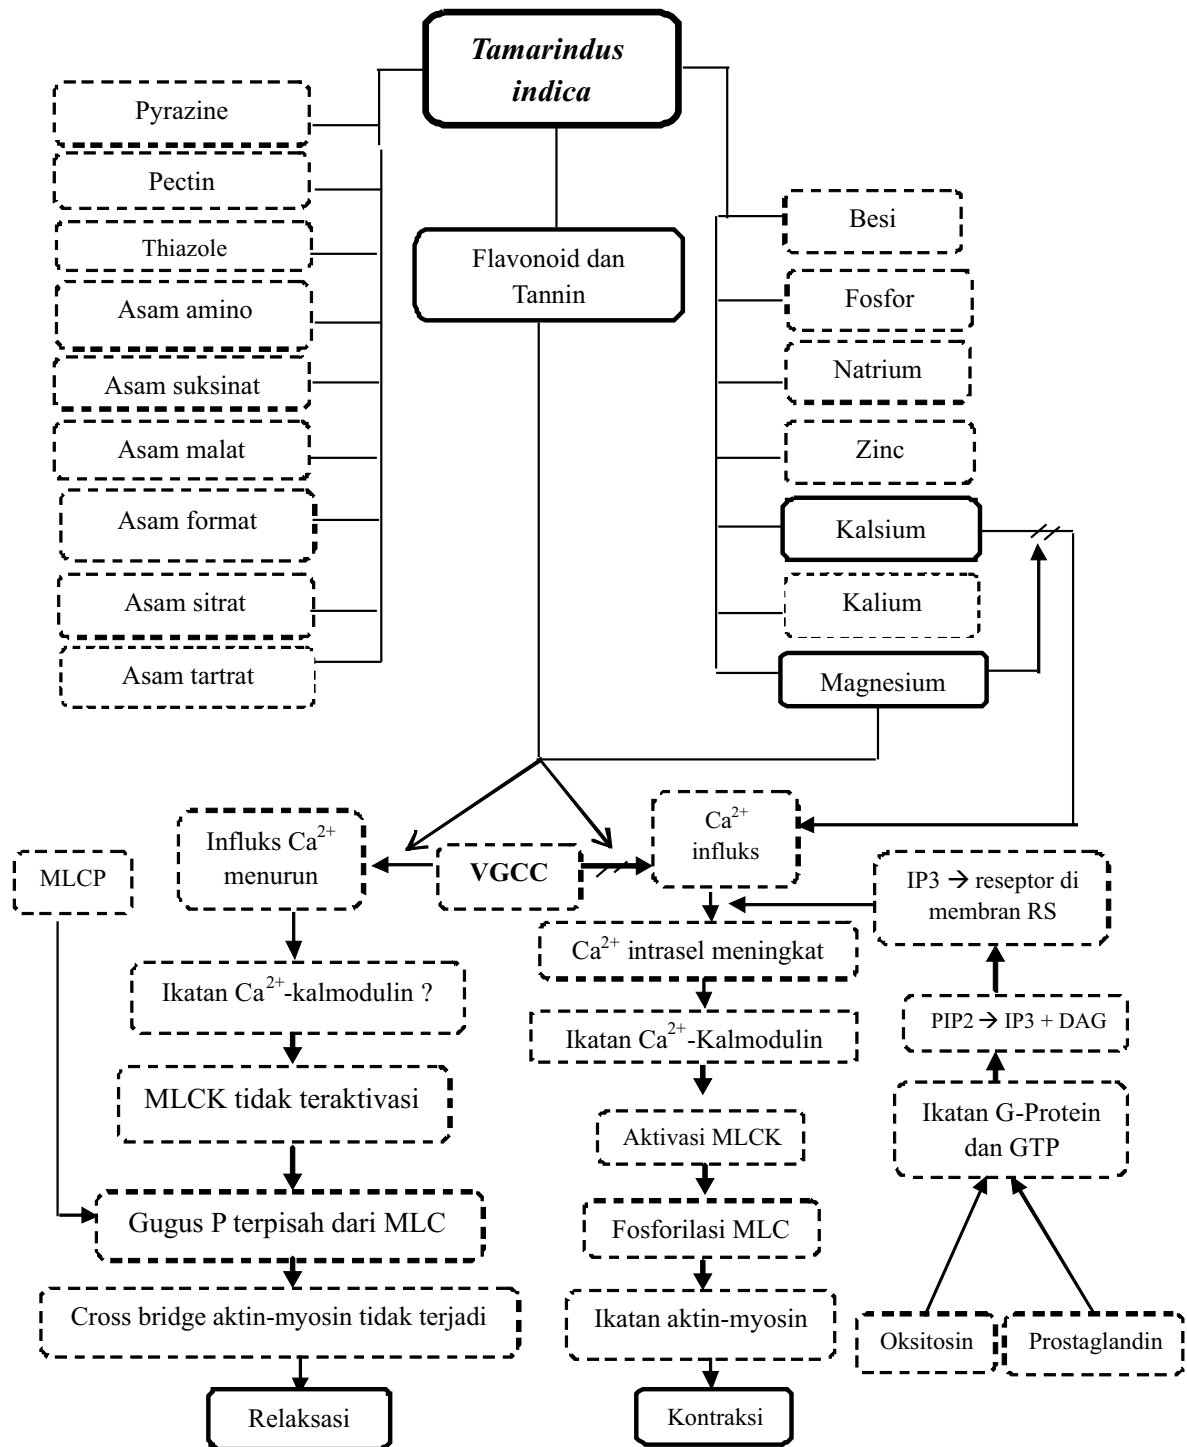 Tamarindus
indica
Pyrazine
Pectin
Thiazole
Asam amino
Asam suksinat
Asam malat
Asam format
Asam sitrat
Asam tartrat
Flavonoid dan
Tannin
Besi
Fosfor
Natrium
Zinc
Kalsium
Kalium
Magnesium
MLCP
Influks Ca²⁺
menurun
VGCC
Ca²⁺
influks
IP3 → reseptor di
membran RS
Ikatan Ca²⁺-kalmodulin ?
Ca²⁺ intrasel meningkat
PIP2 → IP3 + DAG
MLCK tidak teraktivasi
Ikatan Ca²⁺-Kalmodulin
Ikatan G-Protein
dan GTP
Aktivasi MLCK
Gugus P terpisah dari MLC
Fosforilasi MLC
Cross bridge aktin-myosin tidak terjadi
Ikatan aktin-myosin
Oksitosin
Prostaglandin
Relaksasi
Kontraksi